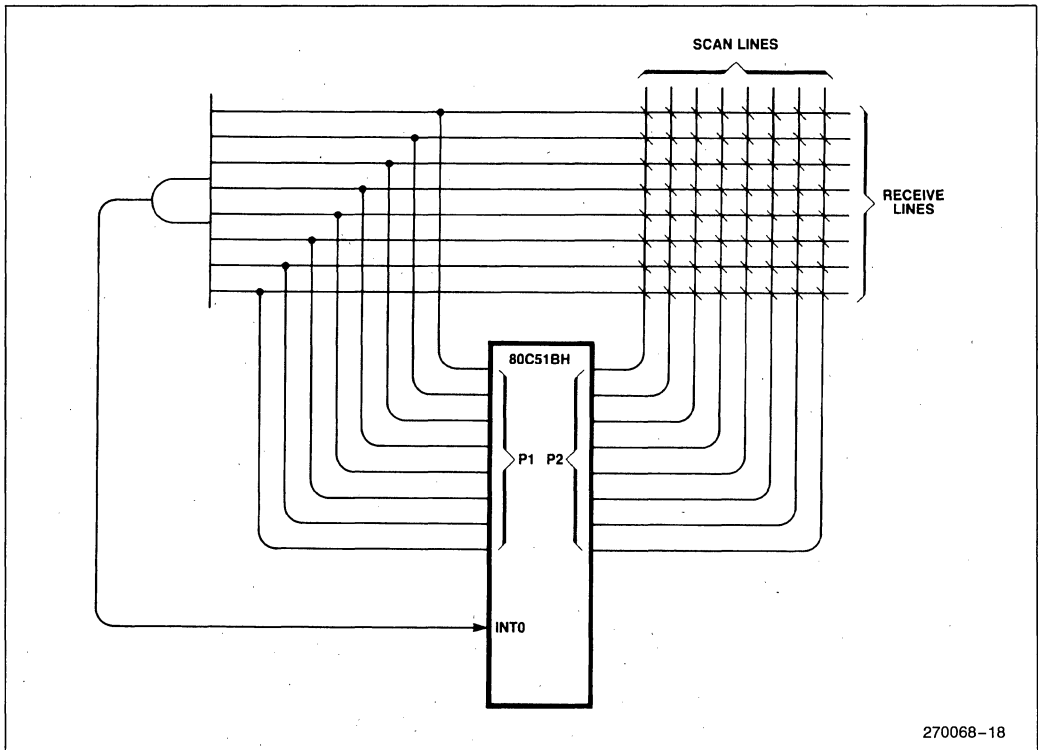 SCAN LINES
RECEIVE
LINES
80C51BH
P1 P2
INT0
270068-18